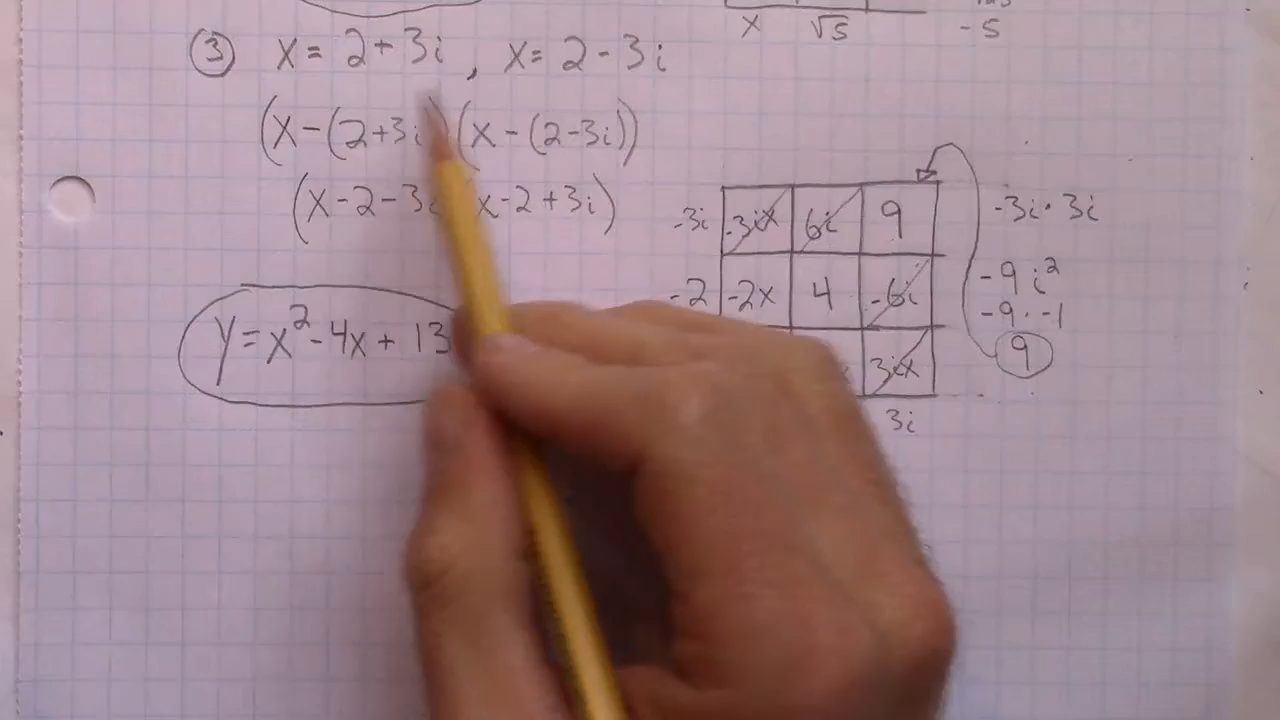 x √5 -5
③ x = 2 + 3i , x = 2 - 3i
(x - (2+3i)) (x - (2-3i))
(x - 2 - 3i) (x - 2 + 3i)
y = x² - 4x + 13
-3i -3ix 6i 9
-2 -2x 4 -6i
3ix
3i
-3i · 3i
-9i²
-9 · -1
9